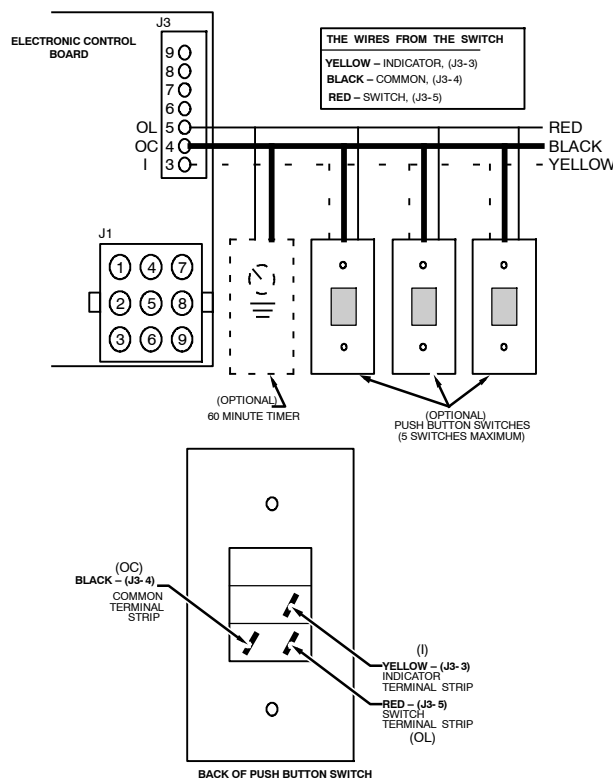 J3
ELECTRONIC CONTROL
BOARD
9
8
7
6
OL 5
OC 4
I 3
THE WIRES FROM THE SWITCH
YELLOW – INDICATOR, (J3-3)
BLACK – COMMON, (J3-4)
RED – SWITCH, (J3-5)
RED
BLACK
YELLOW
J1
1 4 7
2 5 8
3 6 9
(OPTIONAL)
60 MINUTE TIMER
(OPTIONAL)
PUSH BUTTON SWITCHES
(5 SWITCHES MAXIMUM)
(OC)
BLACK – (J3-4)
COMMON
TERMINAL
STRIP
(I)
YELLOW – (J3-3)
INDICATOR
TERMINAL STRIP
RED – (J3-5)
SWITCH
TERMINAL STRIP
(OL)
BACK OF PUSH BUTTON SWITCH